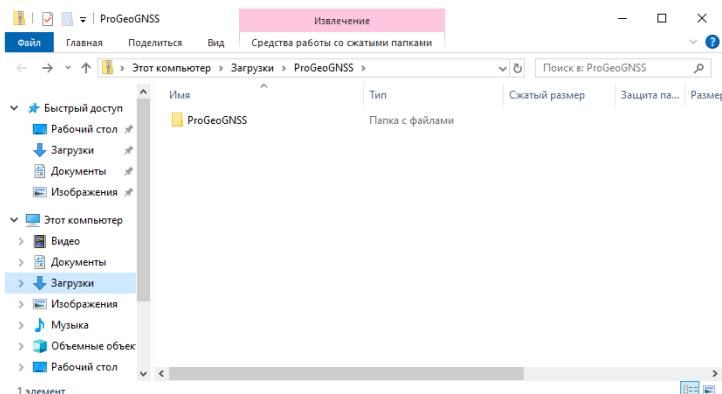 ProGeoGNSS
Извлечение
Файл Главная Поделиться Вид Средства работы со сжатыми папками
Этот компьютер Загрузки ProGeoGNSS
Поиск в: ProGeoGNSS
Имя Тип Сжатый размер Защита па... Размер
ProGeoGNSS Папка с файлами
Быстрый доступ
Рабочий стол
Загрузки
Документы
Изображения
Этот компьютер
Видео
Документы
Загрузки
Изображения
Музыка
Объемные объек
Рабочий стол
1 элемент